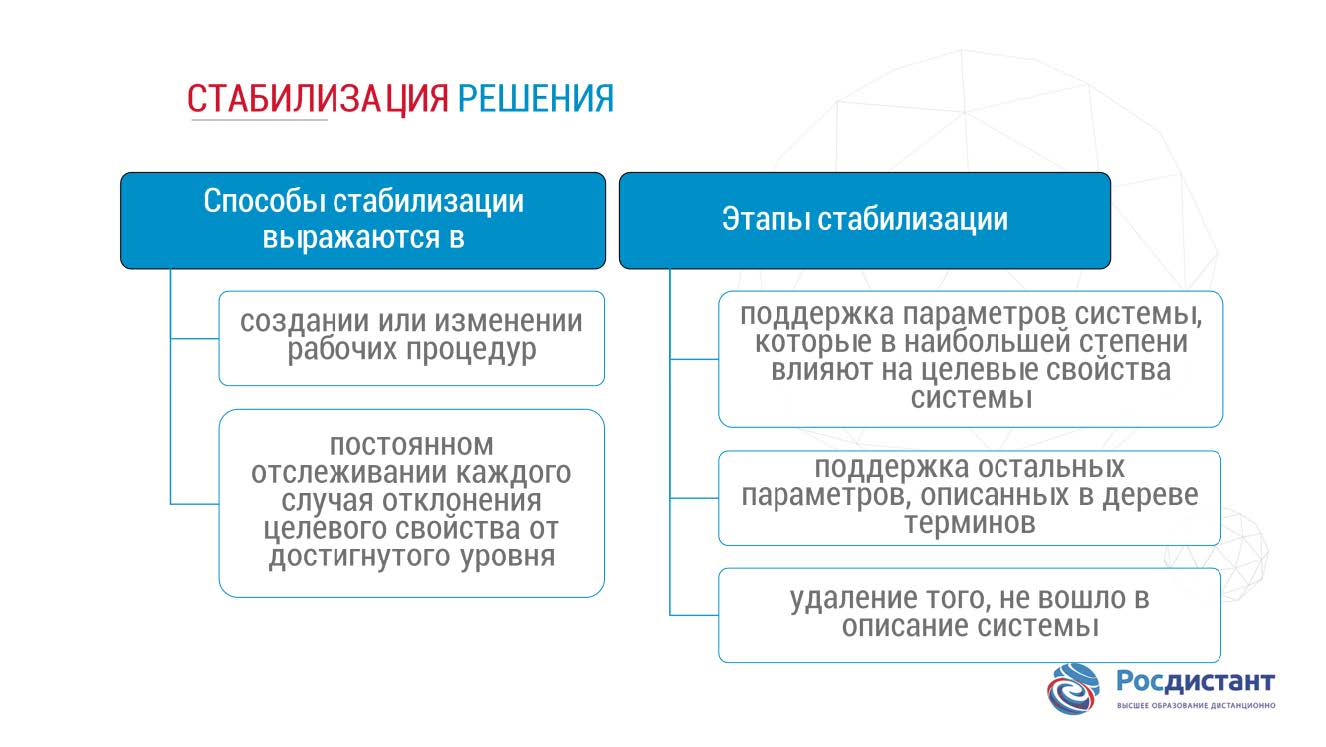 СТАБИЛИЗАЦИЯ РЕШЕНИЯ
Способы стабилизации
выражаются в
создании или изменении
рабочих процедур
постоянном
отслеживании каждого
случая отклонения
целевого свойства от
достигнутого уровня
Этапы стабилизации
поддержка параметров системы,
которые в наибольшей степени
влияют на целевые свойства
системы
поддержка остальных
параметров, описанных в дереве
терминов
удаление того, не вошло в
описание системы
Росдистант
ВЫСШЕЕ ОБРАЗОВАНИЕ ДИСТАНЦИОННО